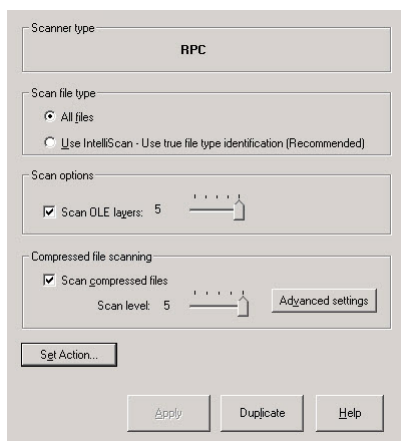 Scanner type
RPC
Scan file type
All files
Use IntelliScan - Use true file type identification (Recommended)
Scan options
Scan OLE layers: 5
Compressed file scanning
Scan compressed files
Scan level: 5
Advanced settings
Set Action...
Apply
Duplicate
Help